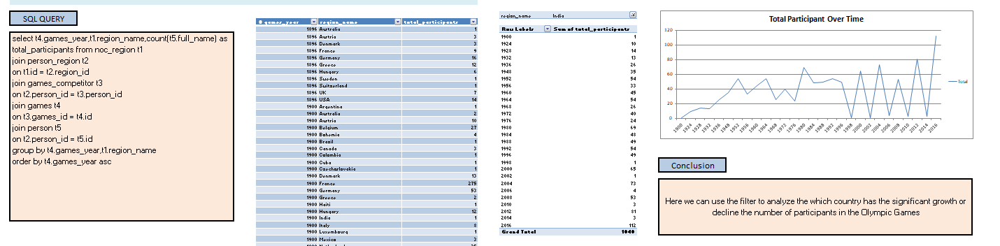 SQL QUERY
select t4.games_year,t1.region_name,count(t5.full_name) as
total_participants from noc_region t1
join person_region t2
on t1.id = t2.region_id
join games_competitor t3
on t2.person_id = t3.person_id
join games t4
on t3.games_id = t4.id
join person t5
on t2.person_id = t5.id
group by t4.games_year,t1.region_name
order by t4.games_year asc
games_year region_name total_participants
1896 Australia 1
1896 Austria 3
1896 Denmark 3
1896 France 9
1896 Germany 16
1896 Greece 12
1896 Hungary 6
1896 Sweden 1
1896 Switzerland 1
1896 UK 7
1896 USA 14
1900 Argentina 1
1900 Australia 2
1900 Austria 10
1900 Belgium 27
1900 Bohemia 4
1900 Brazil 1
1900 Canada 3
1900 Colombia 1
1900 Cuba 1
1900 Czechoslovakia 1
1900 Denmark 13
1900 France 275
1900 Germany 53
1900 Greece 2
1900 Haiti 1
1900 Hungary 12
1900 India 1
1900 Italy 8
1900 Luxembourg 1
1900 Mexico 3
region_name India
Row Labels Sum of total_participants
1900 1
1924 10
1928 14
1932 13
1936 26
1948 35
1952 54
1956 33
1960 45
1964 54
1968 26
1972 40
1976 24
1980 69
1984 48
1988 49
1992 54
1996 49
1998 1
2000 65
2002 1
2004 73
2006 4
2008 53
2010 3
2012 81
2014 3
2016 112
Grand Total 1040
Total Participant Over Time
120
100
80
60
40
20
0
1900 1924 1928 1932 1936 1948 1952 1956 1960 1964 1968 1972 1976 1980 1984 1988 1992 1996 1998 2000 2002 2004 2006 2008 2010 2012 2014 2016
Total
Conclusion
Here we can use the filter to analyze the which country has the significant growth or
decline the number of participants in the Olympic Games